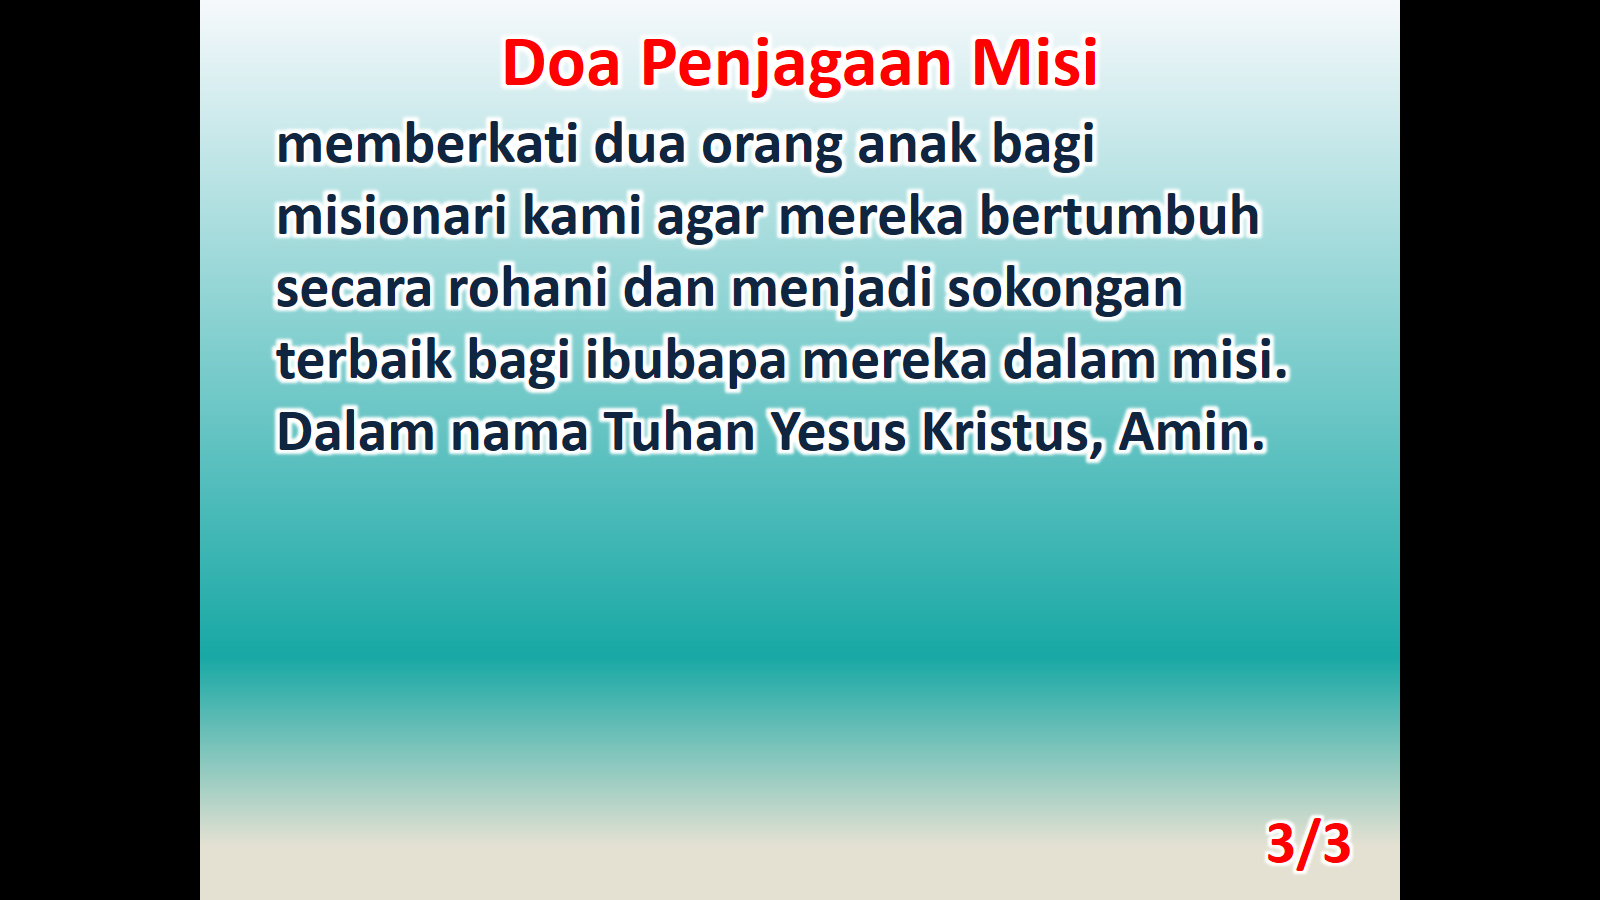 Doa Penjagaan Misi
memberkati dua orang anak bagi
misionari kami agar mereka bertumbuh
secara rohani dan menjadi sokongan
terbaik bagi ibubapa mereka dalam misi.
Dalam nama Tuhan Yesus Kristus, Amin.
3/3